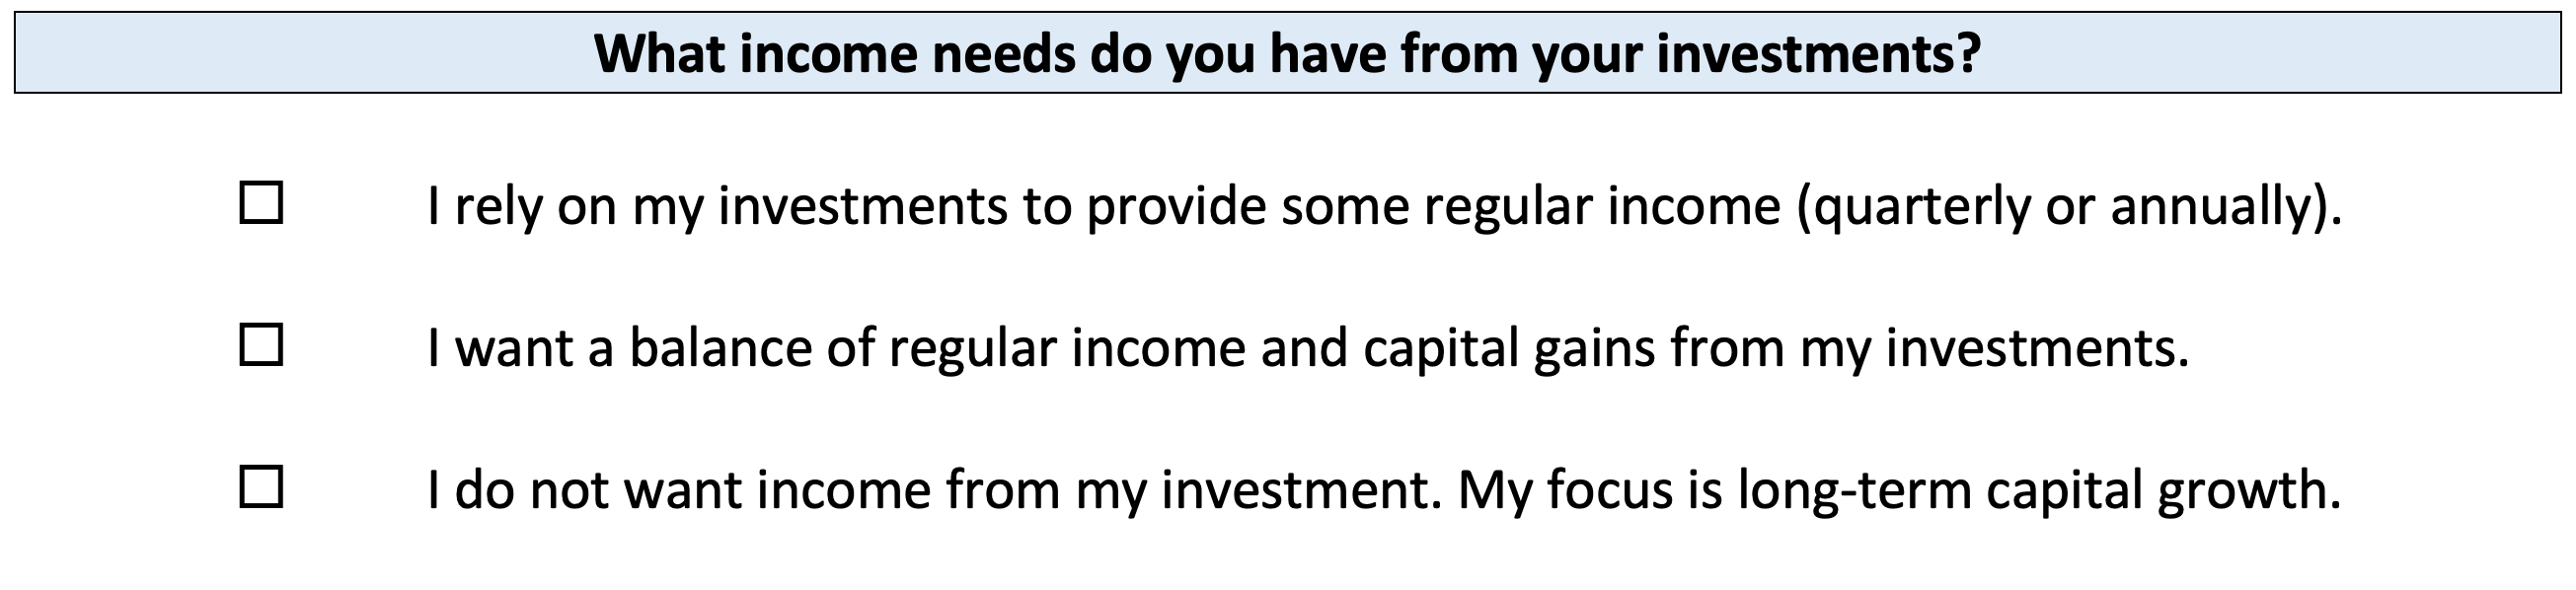 What income needs do you have from your investments?
I rely on my investments to provide some regular income (quarterly or annually).
I want a balance of regular income and capital gains from my investments.
I do not want income from my investment. My focus is long-term capital growth.